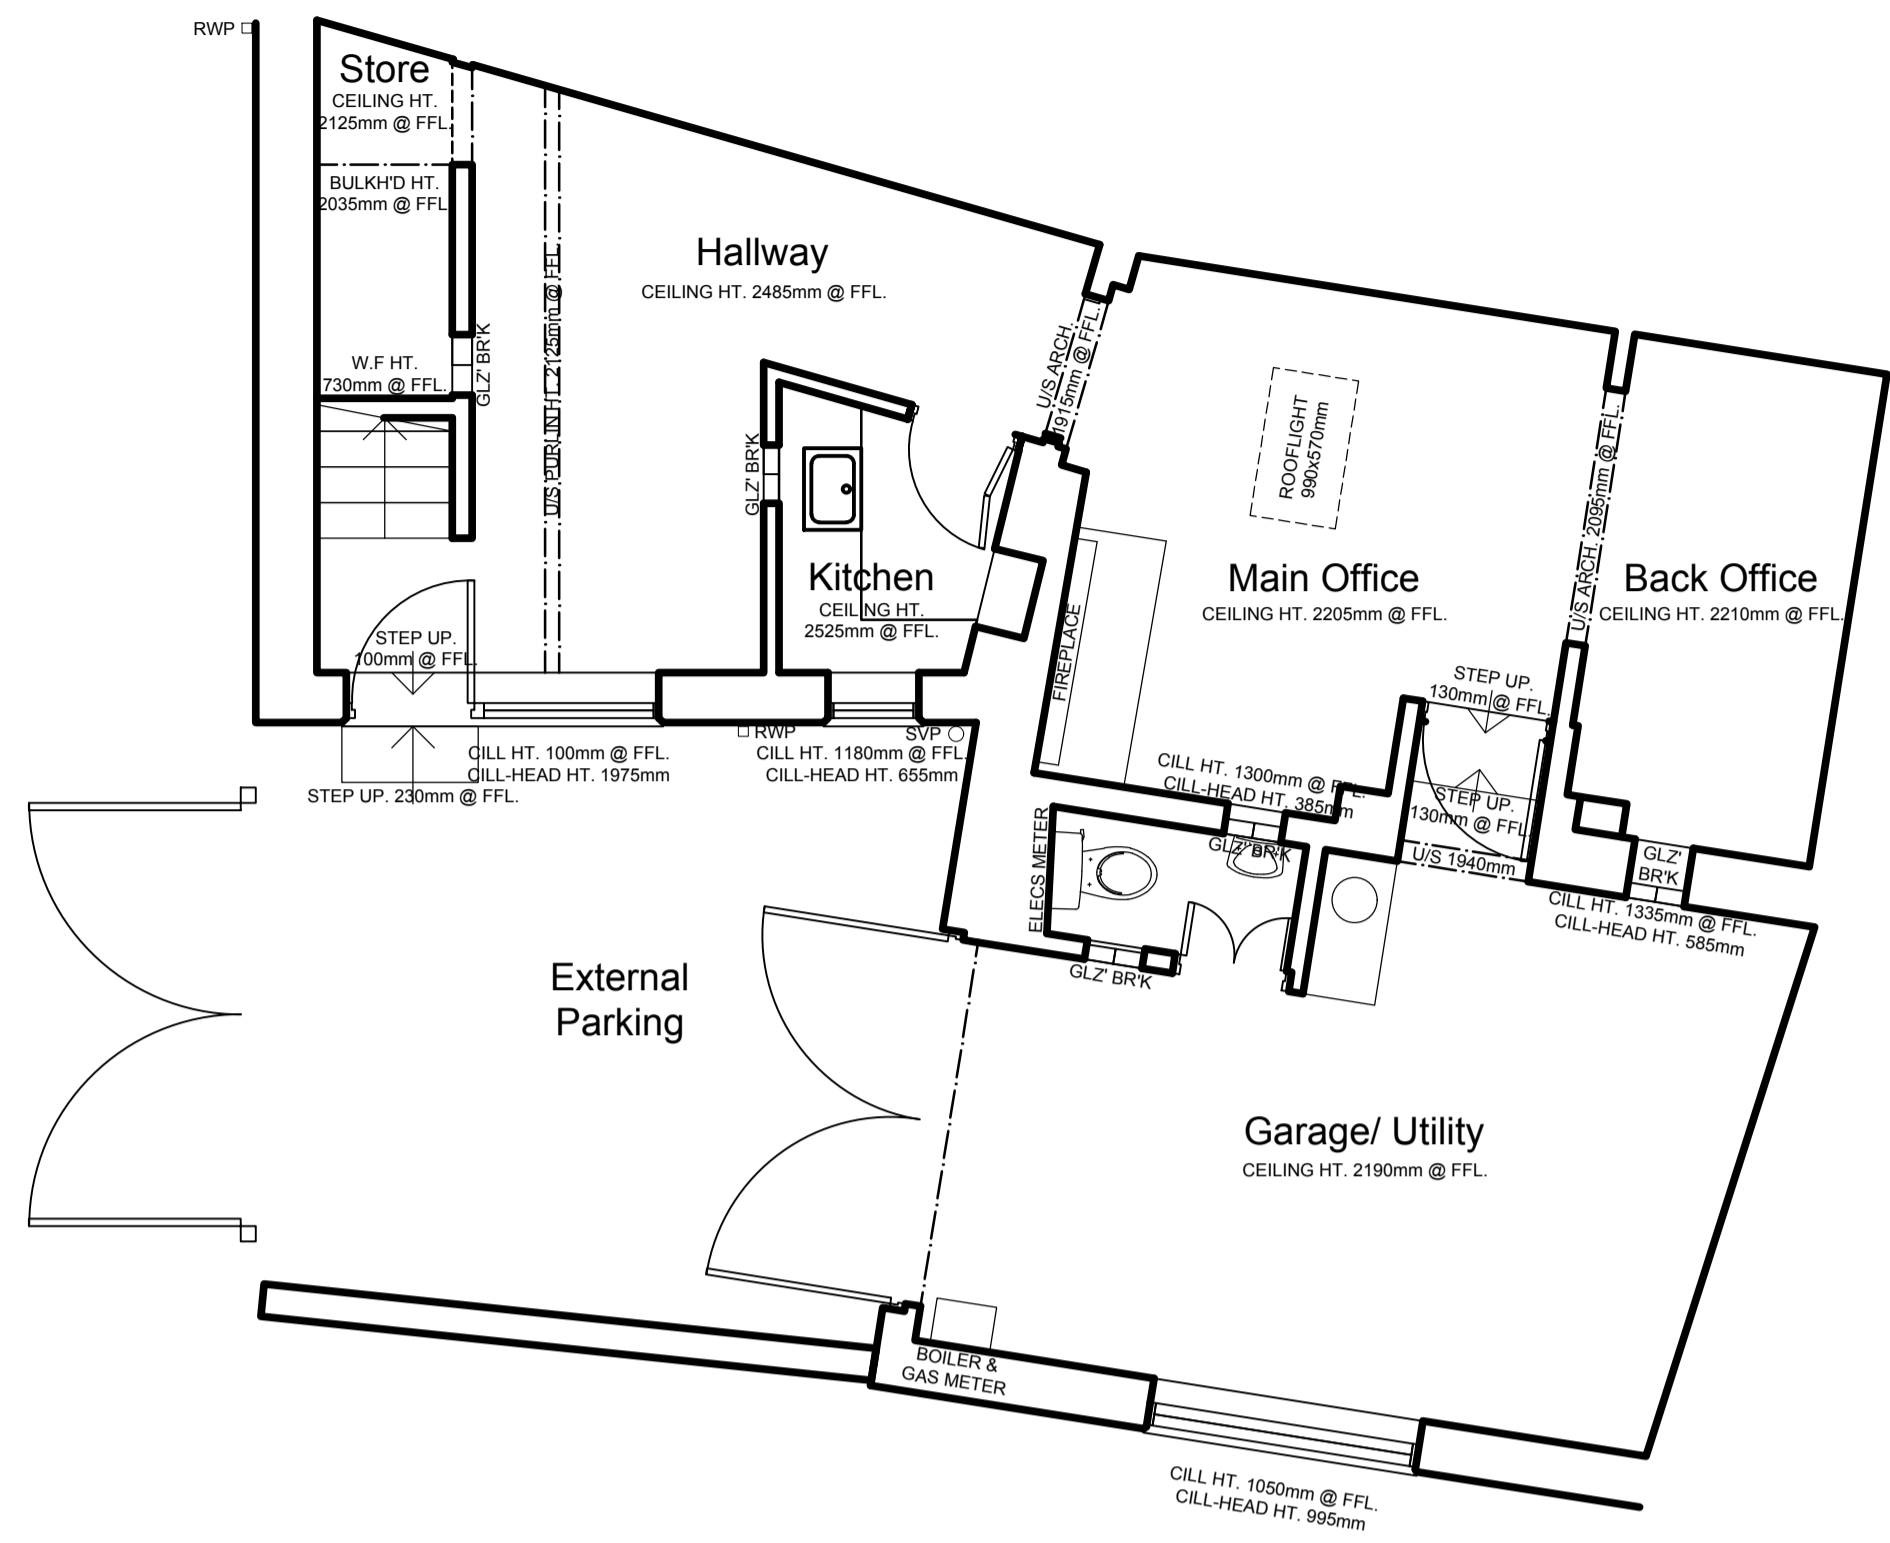 RWP
Store
CEILING HT.
2125mm @ FFL.
BULKH'D HT.
2035mm @ FFL.
W.F HT.
730mm @ FFL.
GLZ' BR'K
U/S PURLIN HT. 2125mm @ FFL.
Hallway
CEILING HT. 2485mm @ FFL.
U/S ARCH.
1915mm @ FFL.
GLZ' BR'K
Kitchen
CEILING HT.
2525mm @ FFL.
ROOFLIGHT
990x570mm
Main Office
CEILING HT. 2205mm @ FFL.
FIREPLACE
U/S ARCH. 2095mm @ FFL.
Back Office
CEILING HT. 2210mm @ FFL.
STEP UP.
100mm @ FFL.
STEP UP. 230mm @ FFL.
CILL HT. 100mm @ FFL.
CILL-HEAD HT. 1975mm
RWP
SVP
CILL HT. 1180mm @ FFL.
CILL-HEAD HT. 655mm
STEP UP.
130mm @ FFL.
CILL HT. 1300mm @ FFL.
CILL-HEAD HT. 385mm
STEP UP.
130mm @ FFL.
U/S 1940mm
GLZ' BR'K
ELECS METER
GLZ' BR'K
GLZ'
BR'K
CILL HT. 1335mm @ FFL.
CILL-HEAD HT. 585mm
External
Parking
Garage/ Utility
CEILING HT. 2190mm @ FFL.
BOILER &
GAS METER
CILL HT. 1050mm @ FFL.
CILL-HEAD HT. 995mm